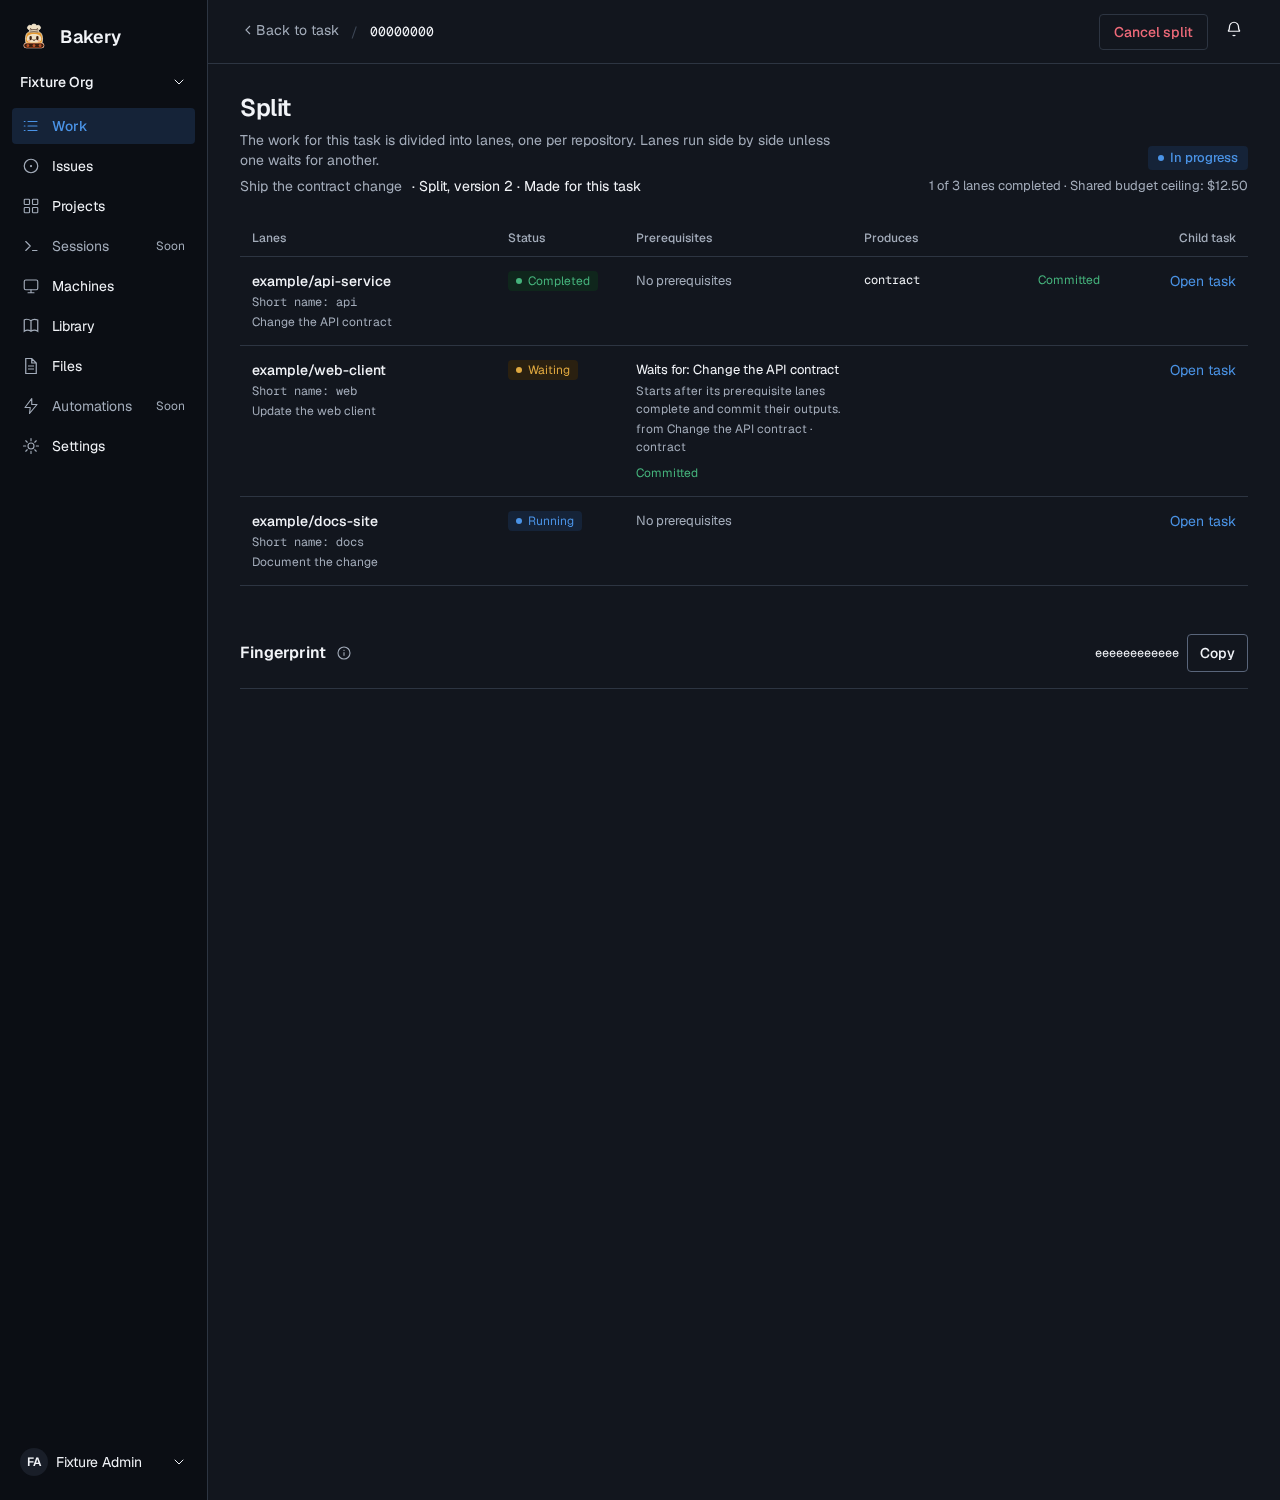 Bakery
Fixture Org
Work
Issues
Projects
Sessions Soon
Machines
Library
Files
Automations Soon
Settings
FA Fixture Admin
Back to task / 00000000
Cancel split
Split
The work for this task is divided into lanes, one per repository. Lanes run side by side unless
one waits for another.
In progress
Ship the contract change · Split, version 2 · Made for this task
1 of 3 lanes completed · Shared budget ceiling: $12.50
Lanes Status Prerequisites Produces Child task
example/api-service Completed No prerequisites contract Committed Open task
Short name: api
Change the API contract
example/web-client Waiting Waits for: Change the API contract Open task
Short name: web
Update the web client
Starts after its prerequisite lanes
complete and commit their outputs.
from Change the API contract ·
contract
Committed
example/docs-site Running No prerequisites Open task
Short name: docs
Document the change
Fingerprint eeeeeeeeeeee Copy